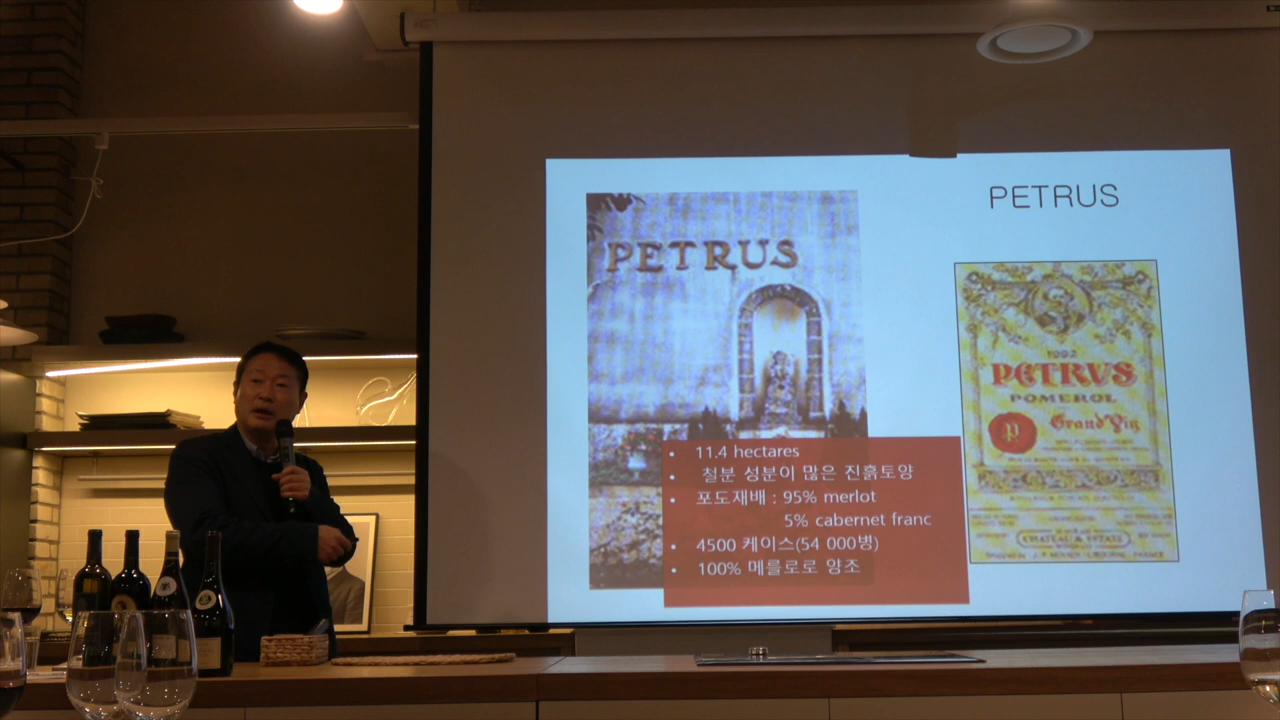 PETRUS
PETRUS
1992
PETRVS
POMEROL
Grand Vin
P
CHATEAU & ESTATE
• 11.4 hectares
• 철분 성분이 많은 진흙토양
• 포도재배 : 95% merlot
5% cabernet franc
• 4500 케이스(54 000병)
• 100% 메를로로 양조